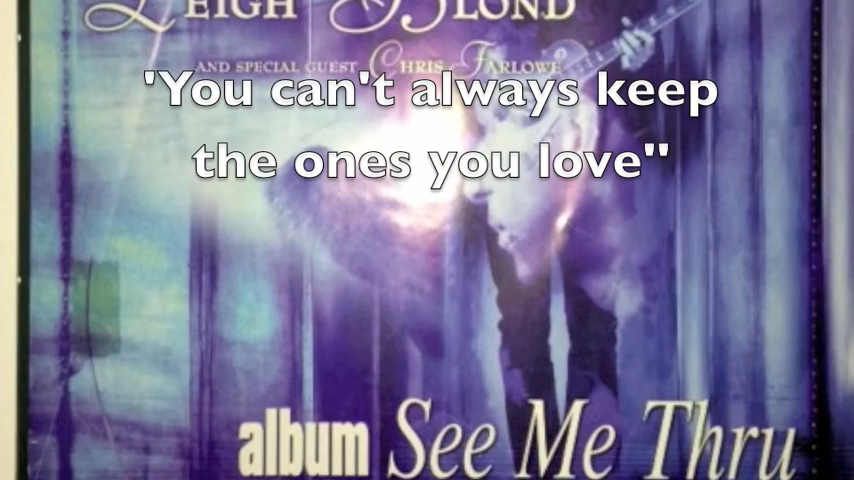 LEIGH BLOND
AND SPECIAL GUEST CHRIS FARLOWE
'You can't always keep
the ones you love"
album See Me Thru